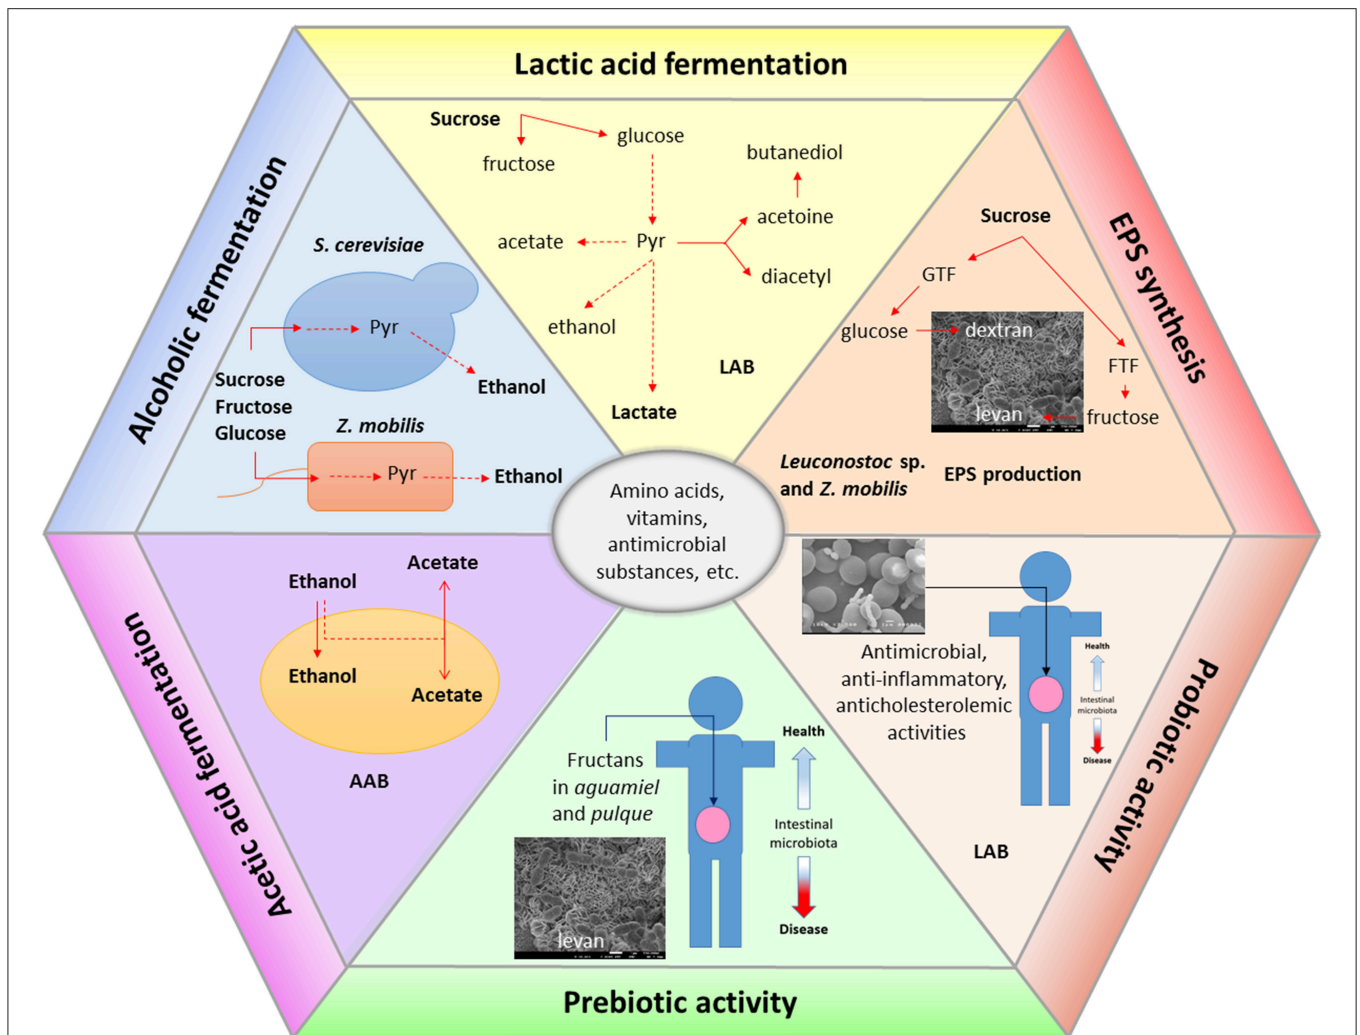 Lactic acid fermentation
Sucrose
glucose
fructose
butanediol
acetoine
acetate
Pyr
diacetyl
ethanol
LAB
Lactate
EPS synthesis
Sucrose
GTF
glucose
dextran
FTF
levan
fructose
Leuconostoc sp.
and Z. mobilis
EPS production
Probiotic activity
Antimicrobial,
anti-inflammatory,
anticholesterolemic
activities
Health
Intestinal
microbiota
Disease
LAB
Prebiotic activity
Fructans
in aguamiel
and pulque
levan
Health
Intestinal
microbiota
Disease
Acetic acid fermentation
Ethanol
Acetate
Ethanol
Acetate
AAB
Alcoholic fermentation
S. cerevisiae
Pyr
Ethanol
Sucrose
Fructose
Glucose
Z. mobilis
Pyr
Ethanol
Amino acids,
vitamins,
antimicrobial
substances, etc.